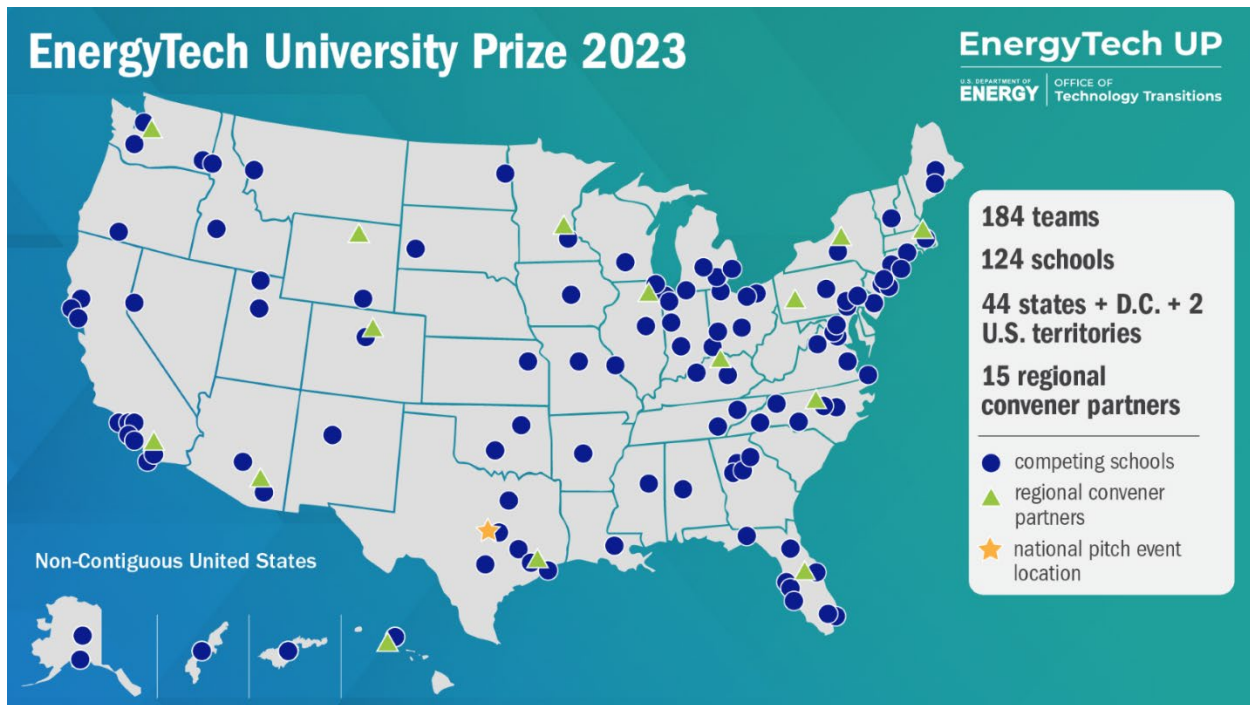 EnergyTech University Prize 2023
EnergyTech UP
U.S. DEPARTMENT OF
ENERGY
OFFICE OF
Technology Transitions
184 teams
124 schools
44 states + D.C. + 2
U.S. territories
15 regional
convener partners
competing schools
regional convener
partners
national pitch event
location
Non-Contiguous United States